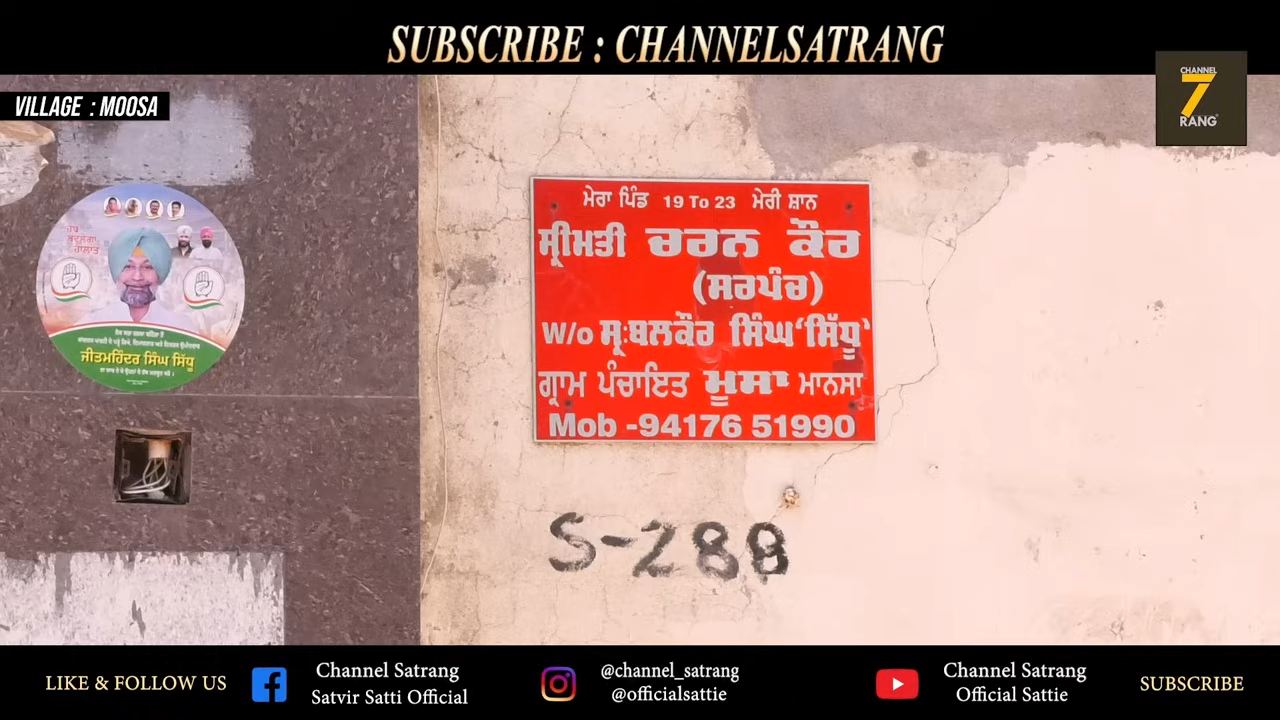 SUBSCRIBE : CHANNELSATRANG
CHANNEL
7
RANG
VILLAGE : MOOSA
ਜੀਤਮਹਿੰਦਰ ਸਿੰਘ ਸਿੱਧੂ
ਮੇਰਾ ਪਿੰਡ 19 To 23 ਮੇਰੀ ਸ਼ਾਨ
ਸ੍ਰੀਮਤੀ ਚਰਨ ਕੌਰ
(ਸਰਪੰਚ)
W/o ਸ੍ਰ:ਬਲਕੌਰ ਸਿੰਘ‘ਸਿੱਧੂ’
ਗ੍ਰਾਮ ਪੰਚਾਇਤ ਮੂਸਾ ਮਾਨਸਾ
Mob -94176 51990
S-288
LIKE & FOLLOW US
Channel Satrang
Satvir Satti Official
@channel_satrang
@officialsattie
Channel Satrang
Official Sattie
SUBSCRIBE